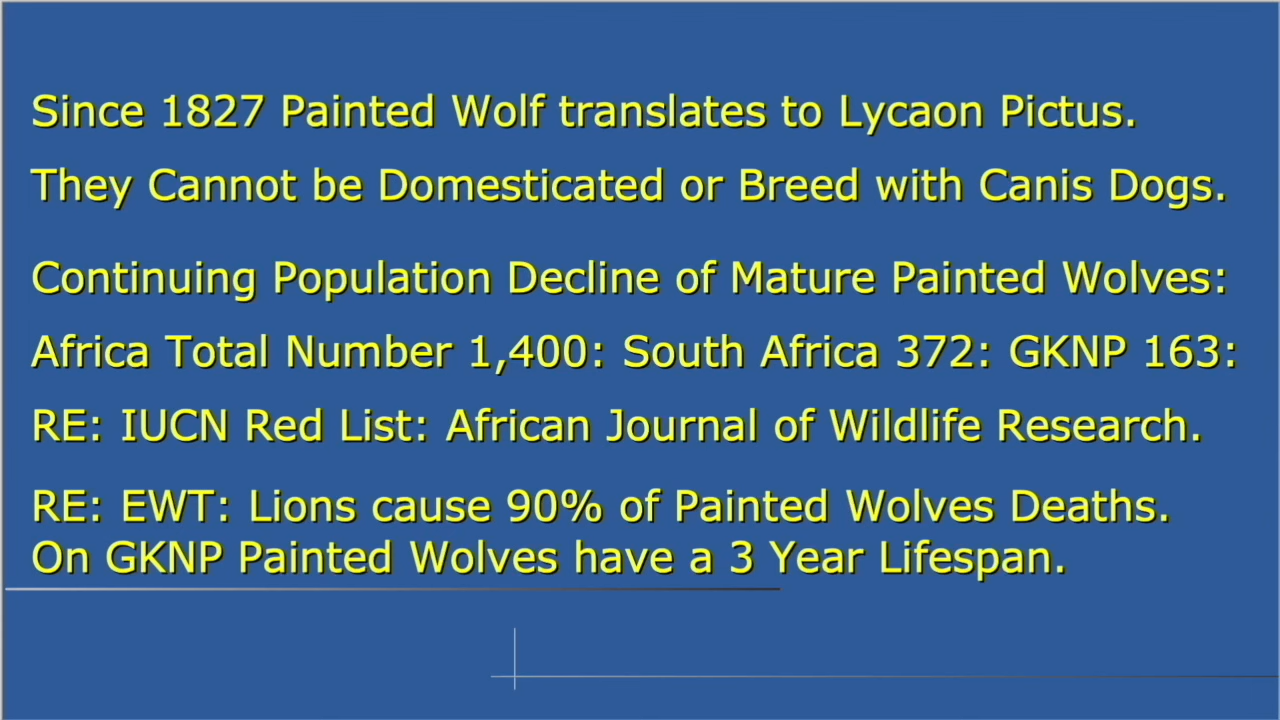 Since 1827 Painted Wolf translates to Lycaon Pictus.
They Cannot be Domesticated or Breed with Canis Dogs.
Continuing Population Decline of Mature Painted Wolves:
Africa Total Number 1,400: South Africa 372: GKNP 163:
RE: IUCN Red List: African Journal of Wildlife Research.
RE: EWT: Lions cause 90% of Painted Wolves Deaths.
On GKNP Painted Wolves have a 3 Year Lifespan.